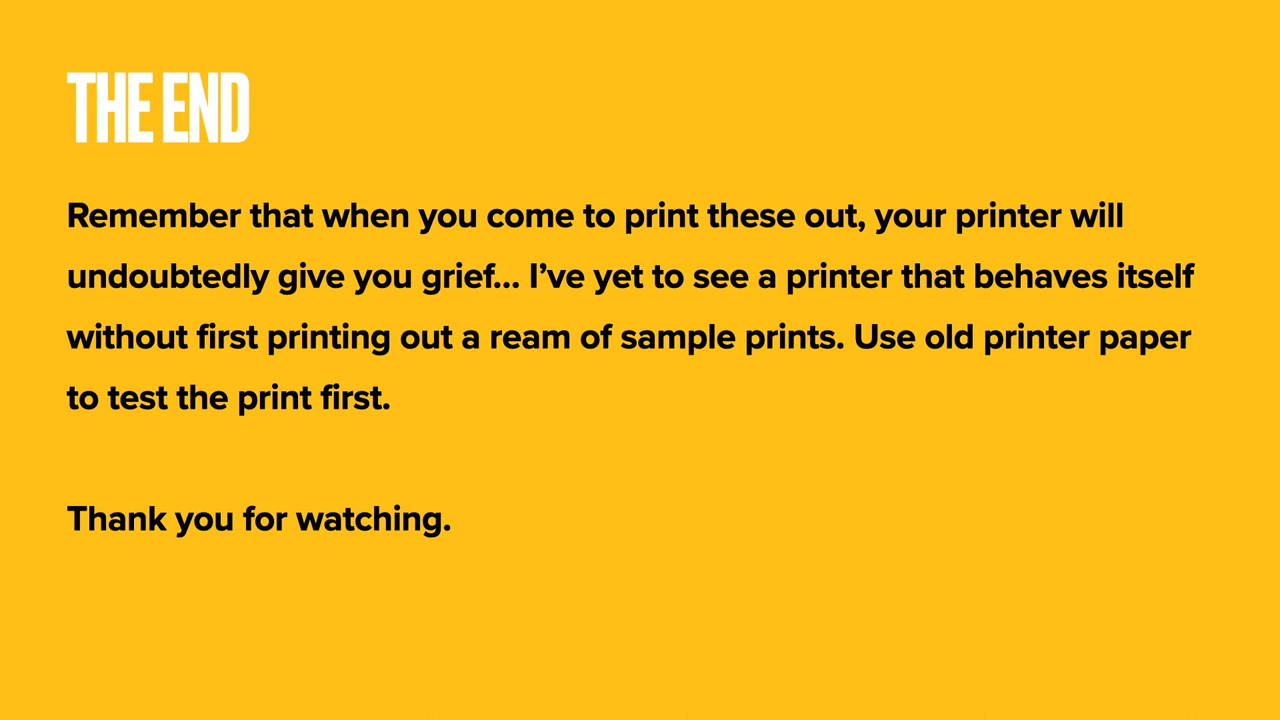 THE END
Remember that when you come to print these out, your printer will
undoubtedly give you grief... I’ve yet to see a printer that behaves itself
without first printing out a ream of sample prints. Use old printer paper
to test the print first.
Thank you for watching.